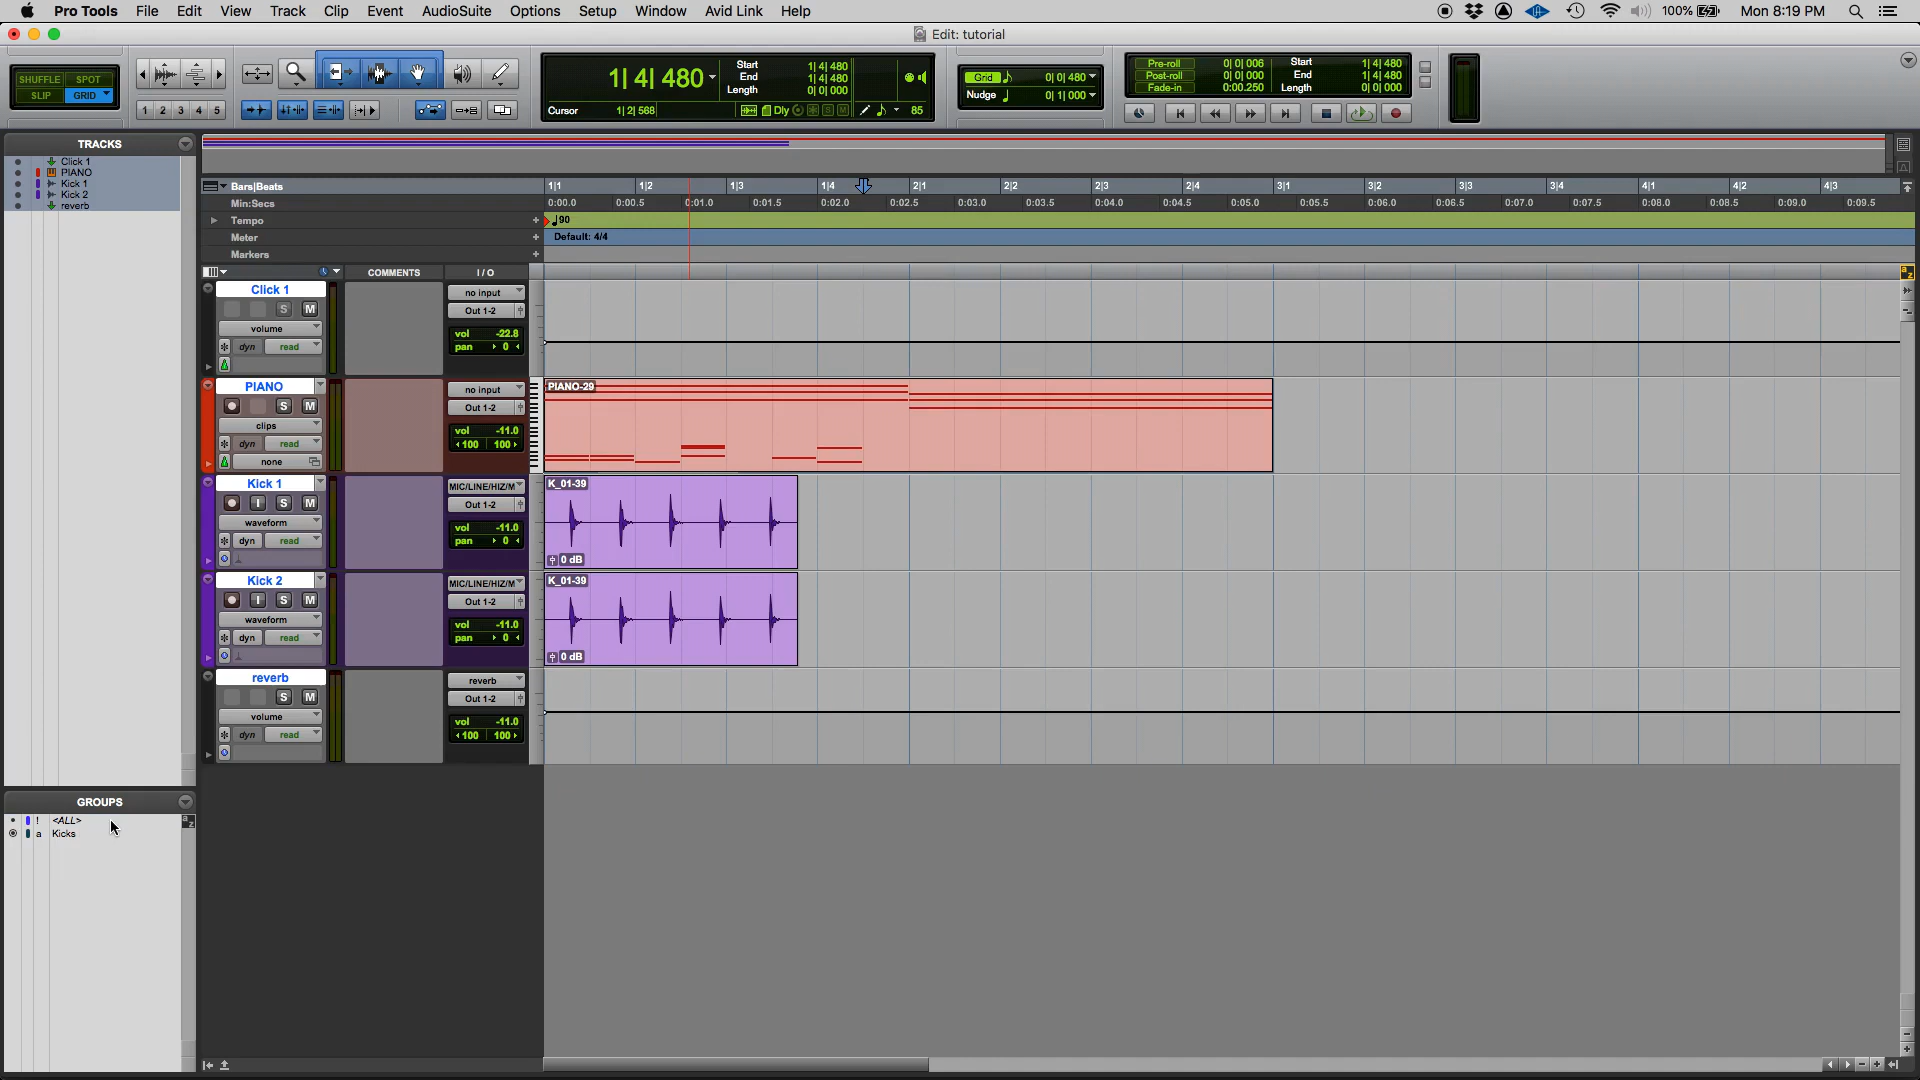 Pro Tools File Edit View Track Clip Event AudioSuite Options Setup Window Avid Link Help 100% Mon 8:19 PM
Edit: tutorial
SHUFFLE SPOT
SLIP GRID
1 2 3 4 5
1| 4| 480
Start 1| 4| 480
End 1| 4| 480
Length 0| 0| 000
Cursor 1| 2| 568 Dly S M 85
Grid 0| 0| 480
Nudge 0| 1| 000
Pre-roll 0| 0| 006 Start 1| 4| 480
Post-roll 0| 0| 000 End 1| 4| 480
Fade-in 0:00.250 Length 0| 0| 000
TRACKS
Click 1
PIANO
Kick 1
Kick 2
reverb
Bars|Beats 1|1 1|2 1|3 1|4 2|1 2|2 2|3 2|4 3|1 3|2 3|3 3|4 4|1 4|2 4|3
Min:Secs 0:00.0 0:00.5 0:01.0 0:01.5 0:02.0 0:02.5 0:03.0 0:03.5 0:04.0 0:04.5 0:05.0 0:05.5 0:06.0 0:06.5 0:07.0 0:07.5 0:08.0 0:08.5 0:09.0 0:09.5
Tempo + 90
Meter + Default: 4/4
Markers +
COMMENTS I / O
a z
Click 1 no input
S M Out 1-2
volume vol -22.8
dyn read pan 0
PIANO no input PIANO-29
S M Out 1-2
clips vol -11.0
dyn read 100 100
none
Kick 1 MIC/LINE/HIZ/M K_01-39
I S M Out 1-2
waveform vol -11.0
dyn read pan 0
0 dB
Kick 2 MIC/LINE/HIZ/M K_01-39
I S M Out 1-2
waveform vol -11.0
dyn read pan 0
0 dB
reverb reverb
S M Out 1-2
volume vol -11.0
dyn read 100 100
GROUPS
! <ALL> a z
a Kicks